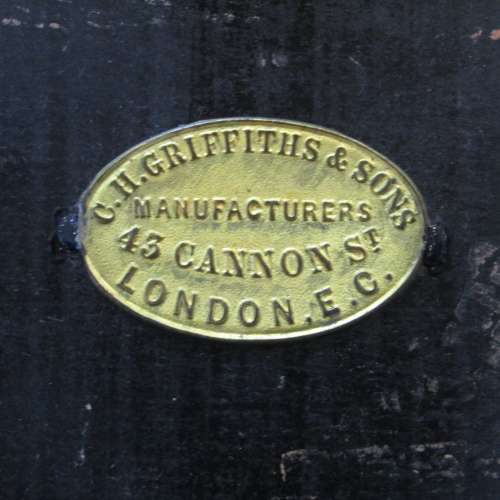 C.H. GRIFFITHS & SONS
MANUFACTURERS
43 CANNON ST
LONDON. E.C.